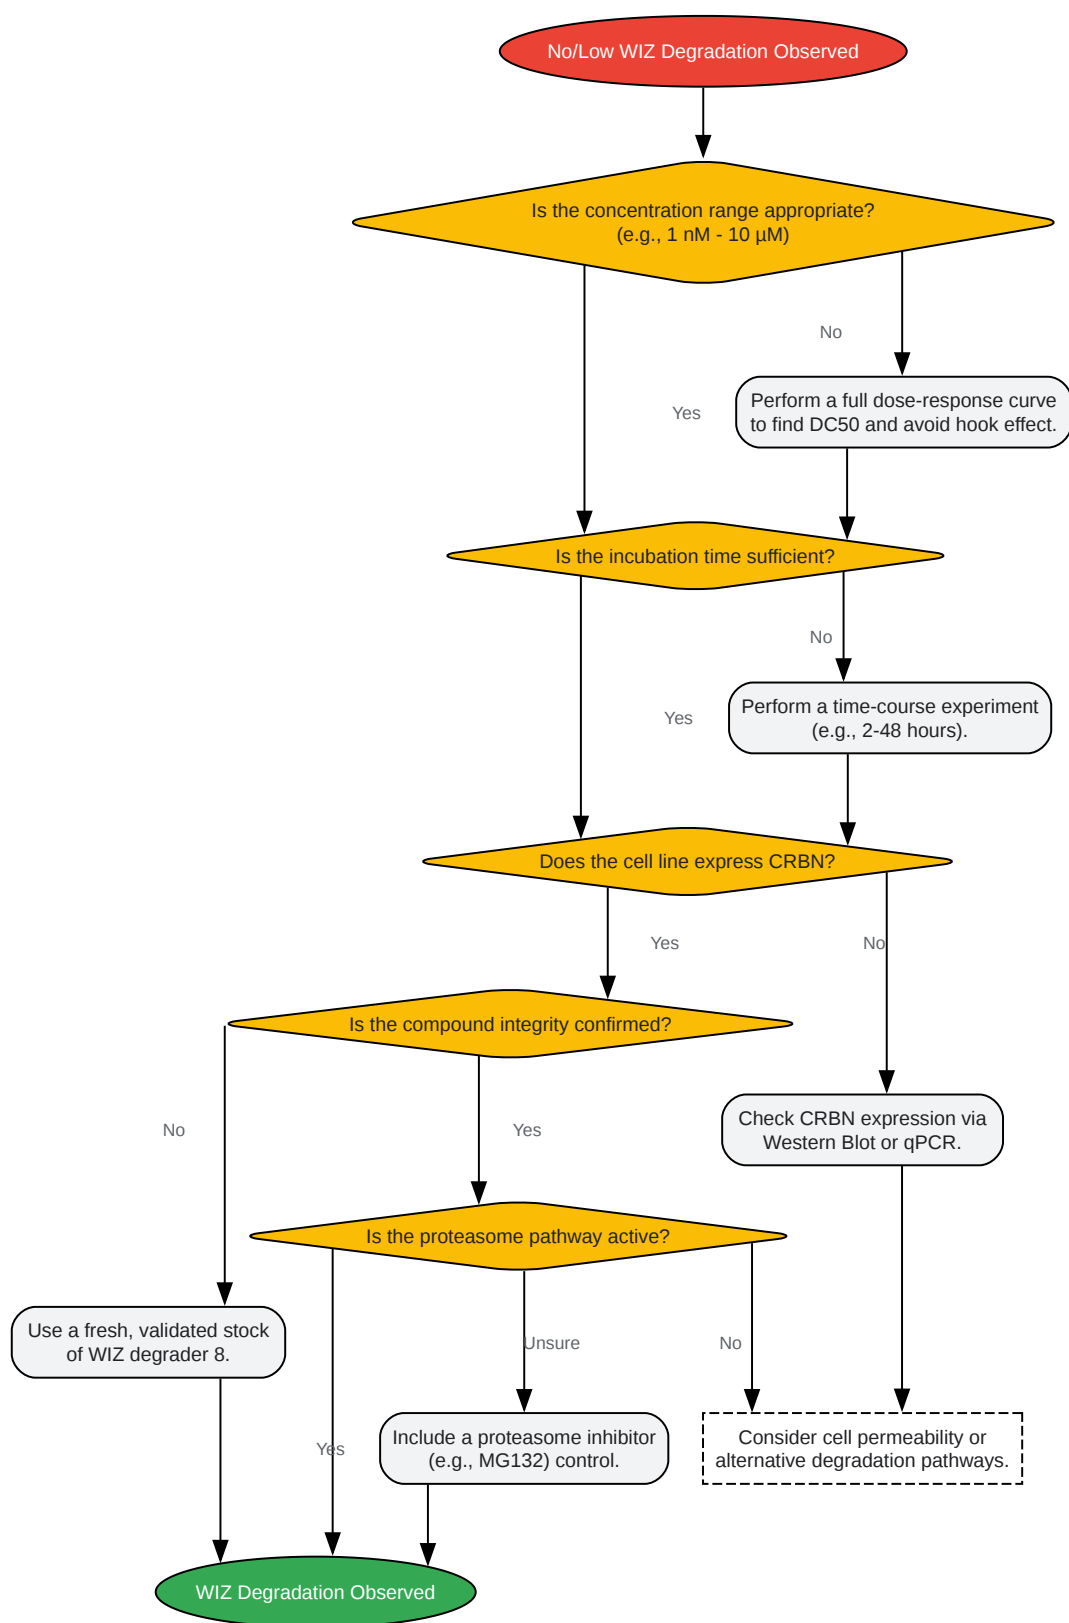 No/Low WIZ Degradation Observed
Is the concentration range appropriate?
(e.g., 1 nM - 10 µM)
No
Yes
Perform a full dose-response curve
to find DC50 and avoid hook effect.
Is the incubation time sufficient?
No
Yes
Perform a time-course experiment
(e.g., 2-48 hours).
Does the cell line express CRBN?
Yes
No
Is the compound integrity confirmed?
No
Yes
Check CRBN expression via
Western Blot or qPCR.
Is the proteasome pathway active?
Use a fresh, validated stock
of WIZ degrader 8.
Unsure
No
Yes
Include a proteasome inhibitor
(e.g., MG132) control.
Consider cell permeability or
alternative degradation pathways.
WIZ Degradation Observed